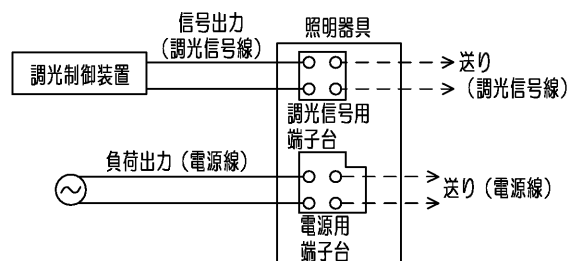 信号出力
（調光信号線）
照明器具
調光制御装置
送り
（調光信号線）
調光信号用
端子台
負荷出力（電源線）
送り（電源線）
電源用
端子台